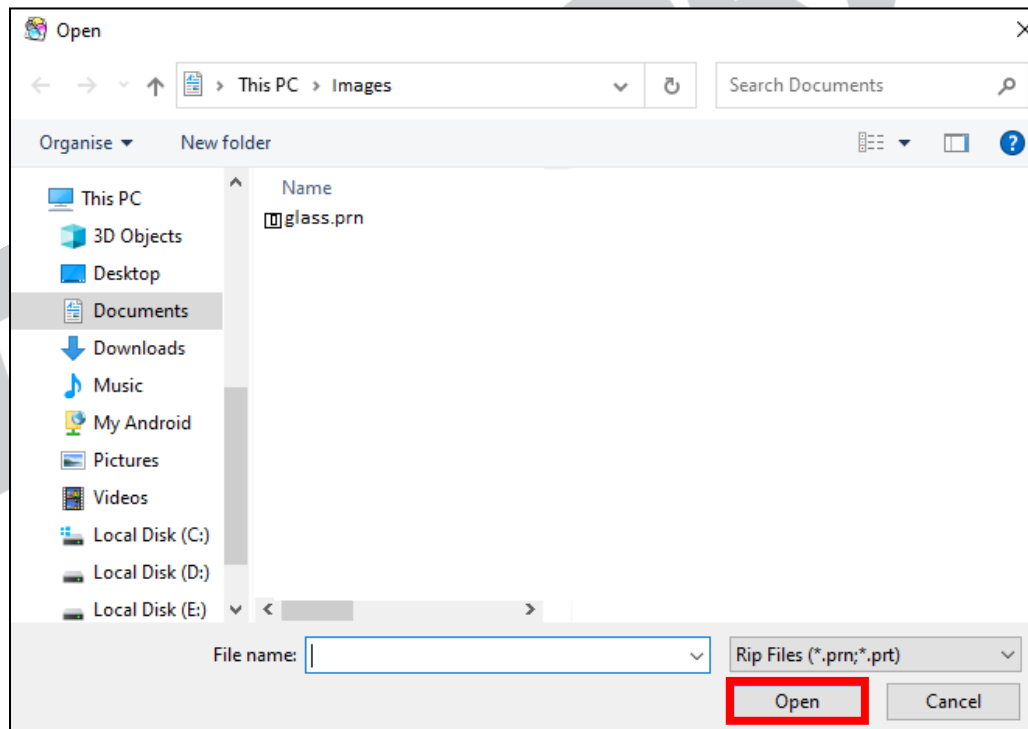 Open
This PC > Images
Search Documents
Organise
New folder
This PC
3D Objects
Desktop
Documents
Downloads
Music
My Android
Pictures
Videos
Local Disk (C:)
Local Disk (D:)
Local Disk (E:)
Name
glass.prn
File name:
Rip Files (*.prn;*.prt)
Open
Cancel